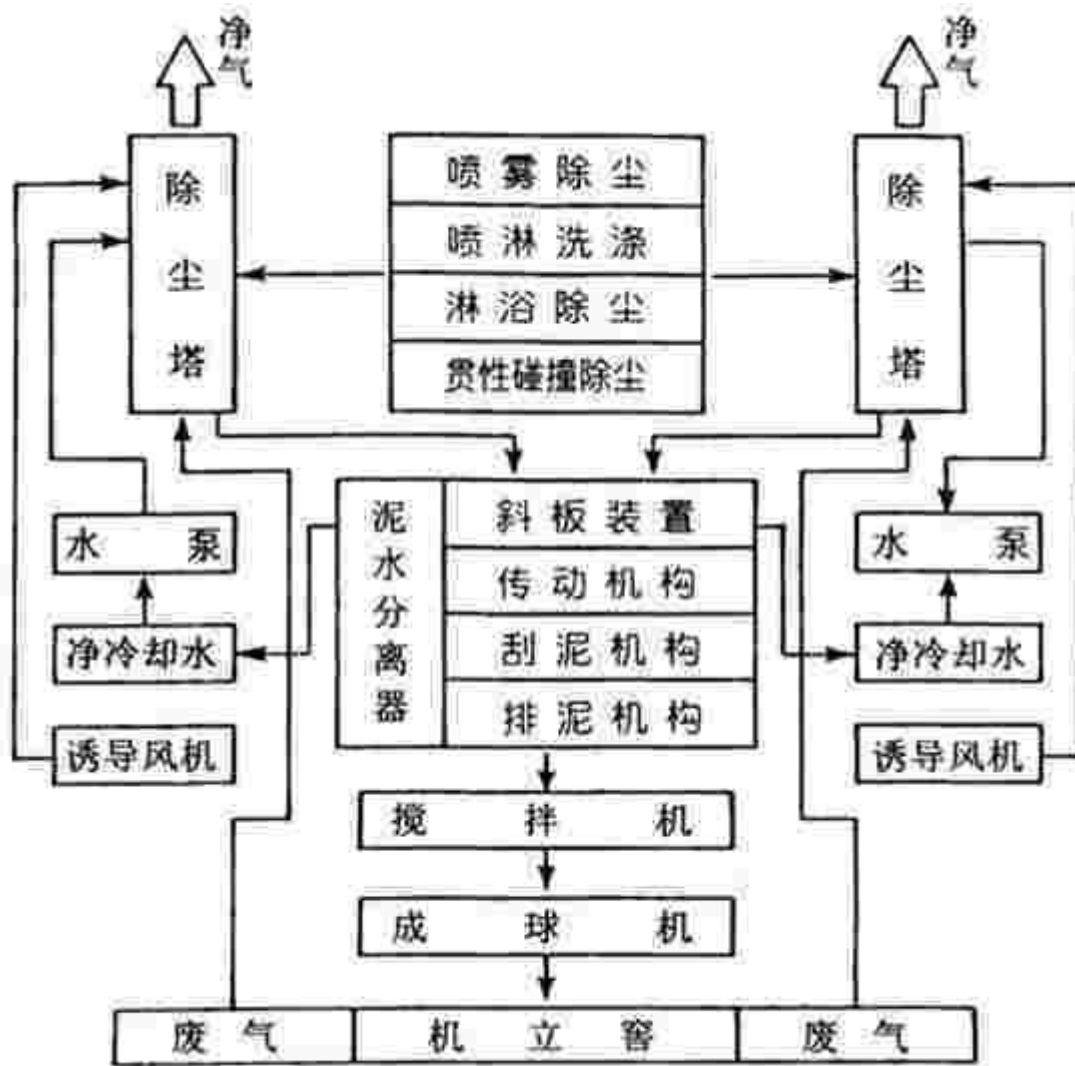 净气
净气
除尘塔
喷雾除尘
喷淋洗涤
淋浴除尘
贯性碰撞除尘
除尘塔
水泵
净冷却水
诱导风机
泥水分离器
斜板装置
传动机构
刮泥机构
排泥机构
水泵
净冷却水
诱导风机
搅拌机
成球机
废气
机立窖
废气